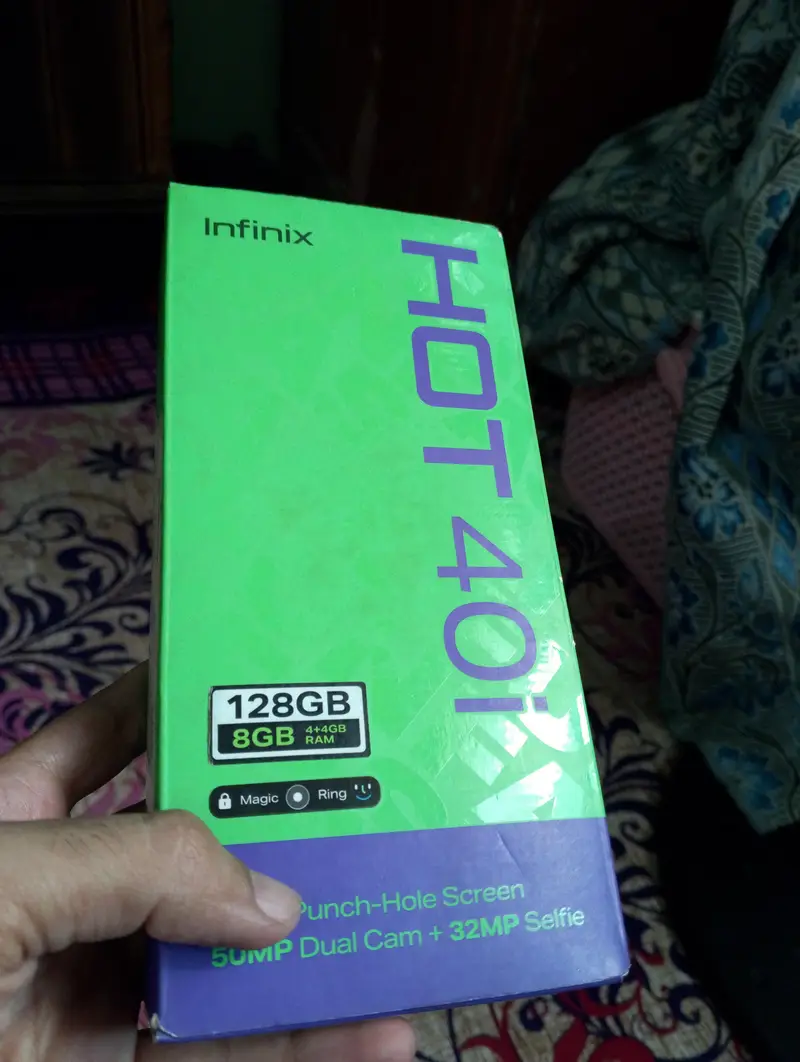 Infinix
HOT 40i
128GB
8GB 4+4GB RAM
Magic Ring
Punch-Hole Screen
50MP Dual Cam + 32MP Selfie